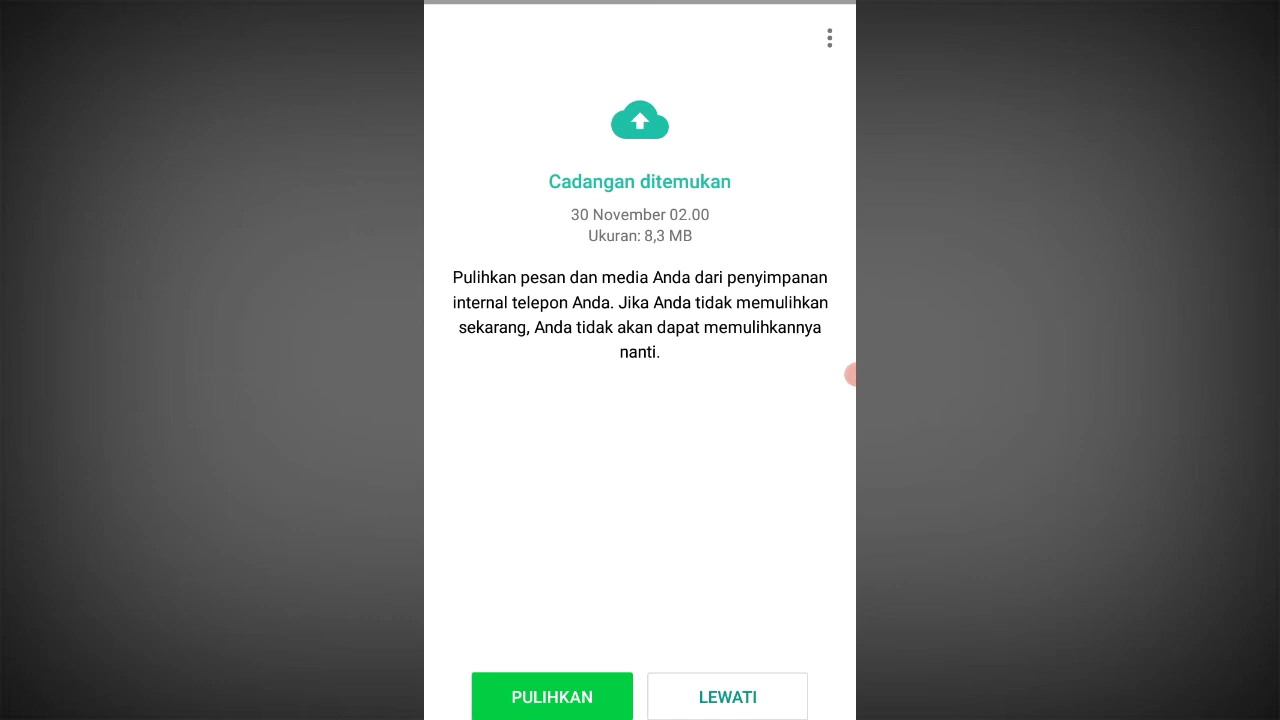 Cadangan ditemukan
30 November 02.00
Ukuran: 8,3 MB
Pulihkan pesan dan media Anda dari penyimpanan
internal telepon Anda. Jika Anda tidak memulihkan
sekarang, Anda tidak akan dapat memulihkannya
nanti.
PULIHKAN
LEWATI